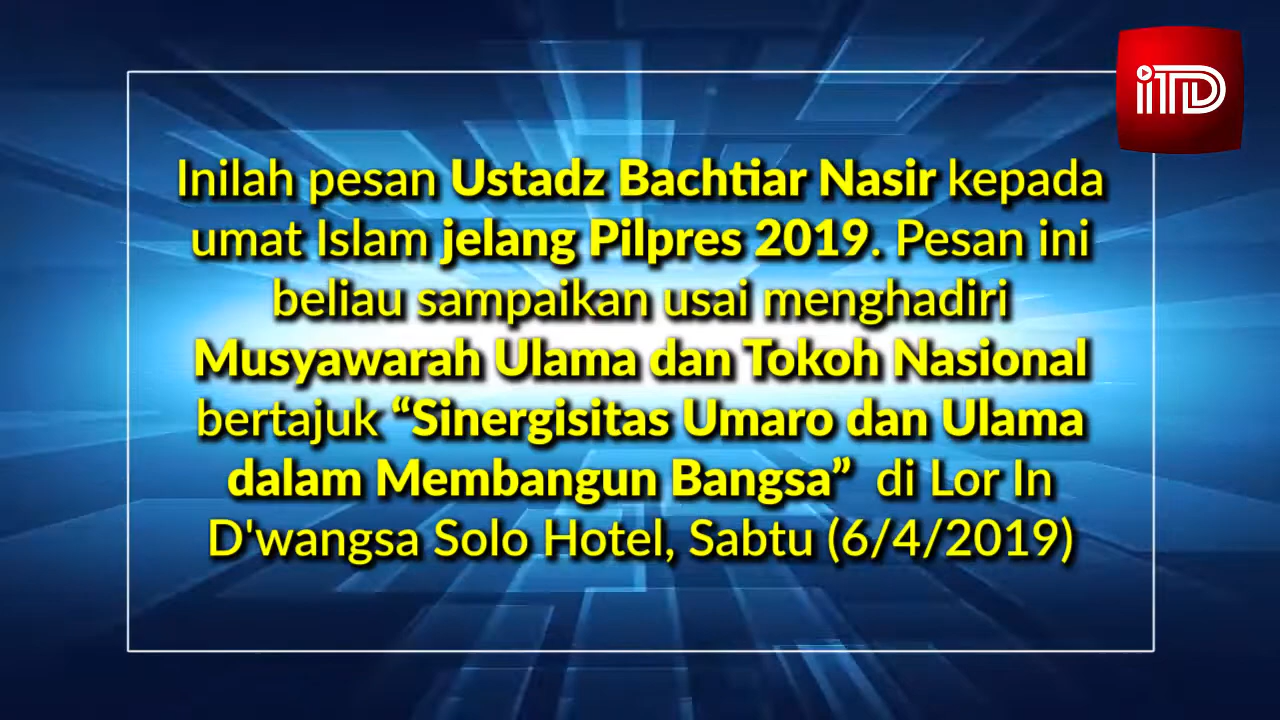 iTD
Inilah pesan Ustadz Bachtiar Nasir kepada
umat Islam jelang Pilpres 2019. Pesan ini
beliau sampaikan usai menghadiri
Musyawarah Ulama dan Tokoh Nasional
bertajuk “Sinergisitas Umaro dan Ulama
dalam Membangun Bangsa”  di Lor In
D'wangsa Solo Hotel, Sabtu (6/4/2019)